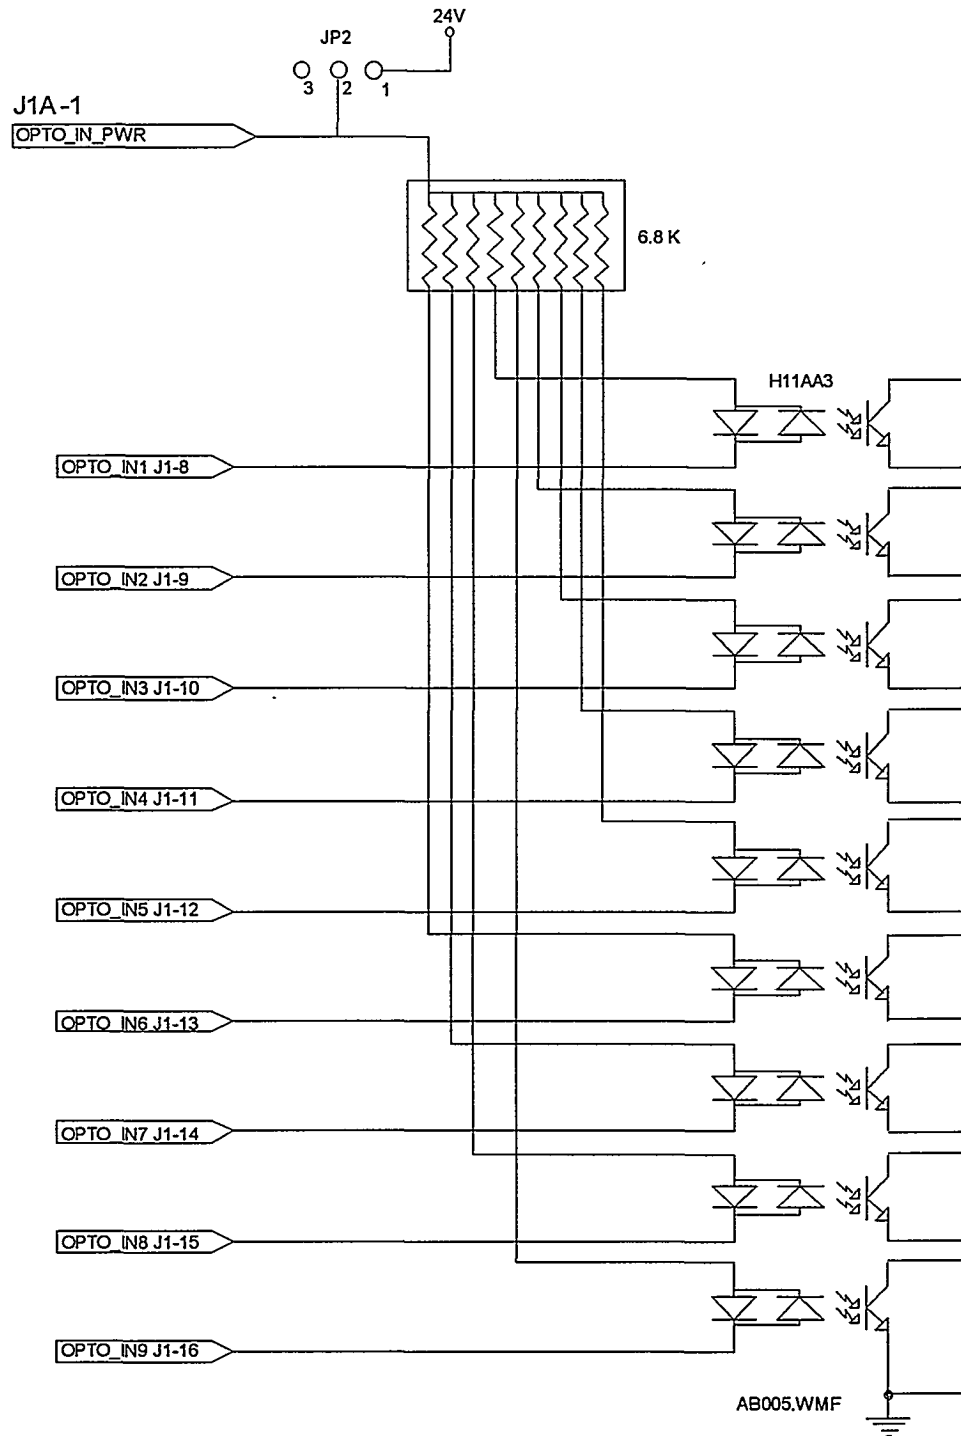 24V
JP2
3 2 1
J1A-1
OPTO_IN_PWR
6.8 K
H11AA3
OPTO_IN1 J1-8
OPTO_IN2 J1-9
OPTO_IN3 J1-10
OPTO_IN4 J1-11
OPTO_IN5 J1-12
OPTO_IN6 J1-13
OPTO_IN7 J1-14
OPTO_IN8 J1-15
OPTO_IN9 J1-16
AB005.WMF